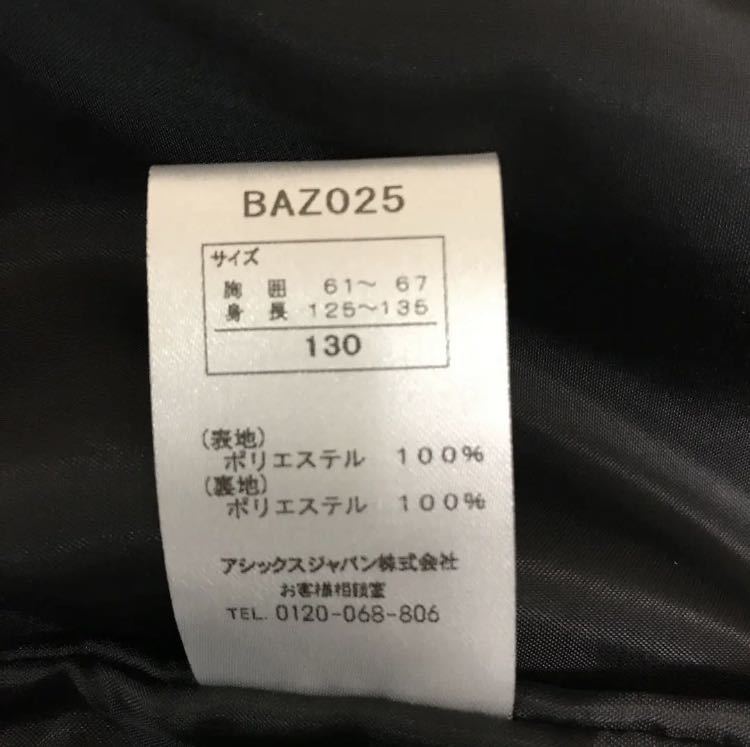 BAZ025
サイズ
胸 囲 61～ 67
身 長 125～135
130
(表地)
ポリエステル 100%
(裏地)
ポリエステル 100%
アシックスジャパン株式会社
お客様相談室
TEL. 0120-068-806